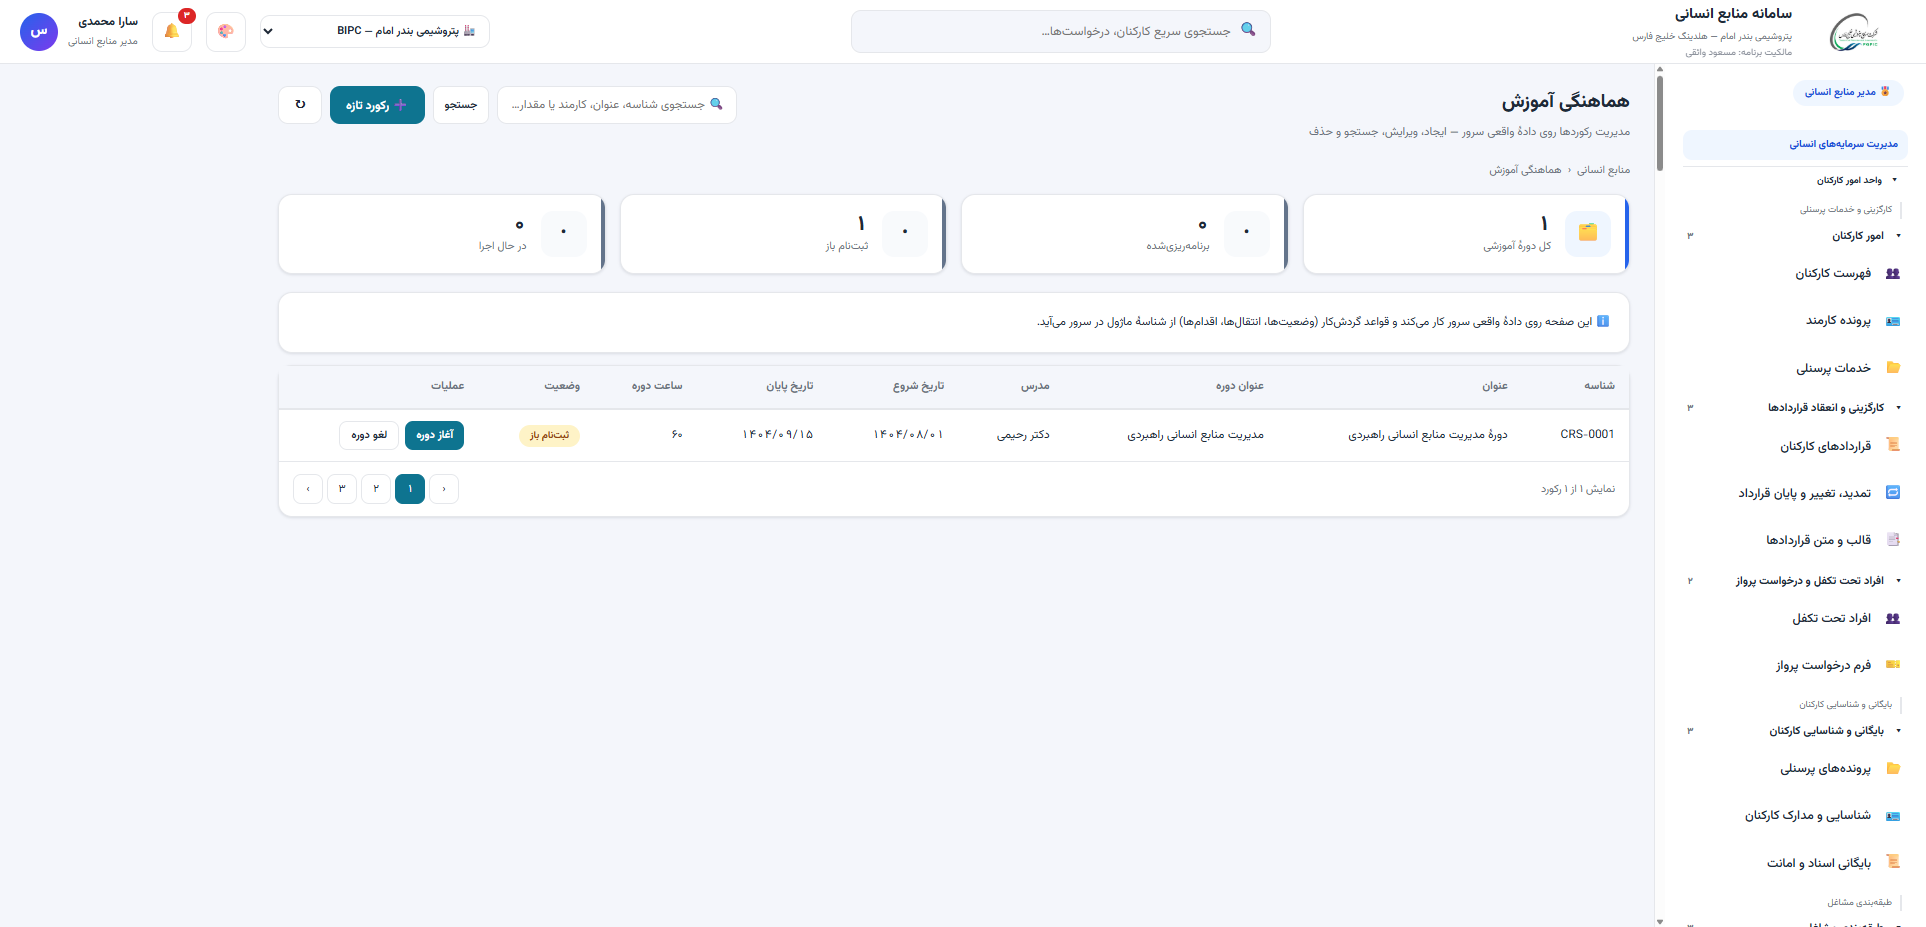 سامانه منابع انسانی
پتروشیمی بندر امام — هلدینگ خلیج فارس
مالکیت برنامه: مسعود واثقی
جستجوی سریع کارکنان، درخواست‌ها...
پتروشیمی بندر امام — BIPC
۳
سارا محمدی
مدیر منابع انسانی
س
مدیر منابع انسانی
مدیریت سرمایه‌های انسانی
واحد امور کارکنان
کارگزینی و خدمات پرسنلی
امور کارکنان ۳
فهرست کارکنان
پرونده کارمند
خدمات پرسنلی
کارگزینی و انعقاد قراردادها ۳
قراردادهای کارکنان
تمدید، تغییر و پایان قرارداد
قالب و متن قراردادها
افراد تحت تکفل و درخواست پرواز ۲
افراد تحت تکفل
فرم درخواست پرواز
بایگانی و شناسایی کارکنان
بایگانی و شناسایی کارکنان ۳
پرونده‌های پرسنلی
شناسایی و مدارک کارکنان
بایگانی اسناد و امانت
طبقه‌بندی مشاغل
هماهنگی آموزش
مدیریت رکوردها روی دادهٔ واقعی سرور — ایجاد، ویرایش، جستجو و حذف
جستجوی شناسه، عنوان، کارمند یا مقدار...
جستجو
رکورد تازه
منابع انسانی › هماهنگی آموزش
۱
کل دورهٔ آموزشی
۰
برنامه‌ریزی‌شده
۱
ثبت‌نام باز
۰
در حال اجرا
این صفحه روی دادهٔ واقعی سرور کار می‌کند و قواعد گردش‌کار (وضعیت‌ها، انتقال‌ها، اقدام‌ها) از شناسهٔ ماژول در سرور می‌آید.
شناسه عنوان عنوان دوره مدرس تاریخ شروع تاریخ پایان ساعت دوره وضعیت عملیات
CRS-0001 دورهٔ مدیریت منابع انسانی راهبردی مدیریت منابع انسانی راهبردی دکتر رحیمی ۱۴۰۴/۰۸/۰۱ ۱۴۰۴/۰۹/۱۵ ۶۰ ثبت‌نام باز آغاز دوره لغو دوره
نمایش ۱ از ۱ رکورد
‹ ۱ ۲ ۳ ›